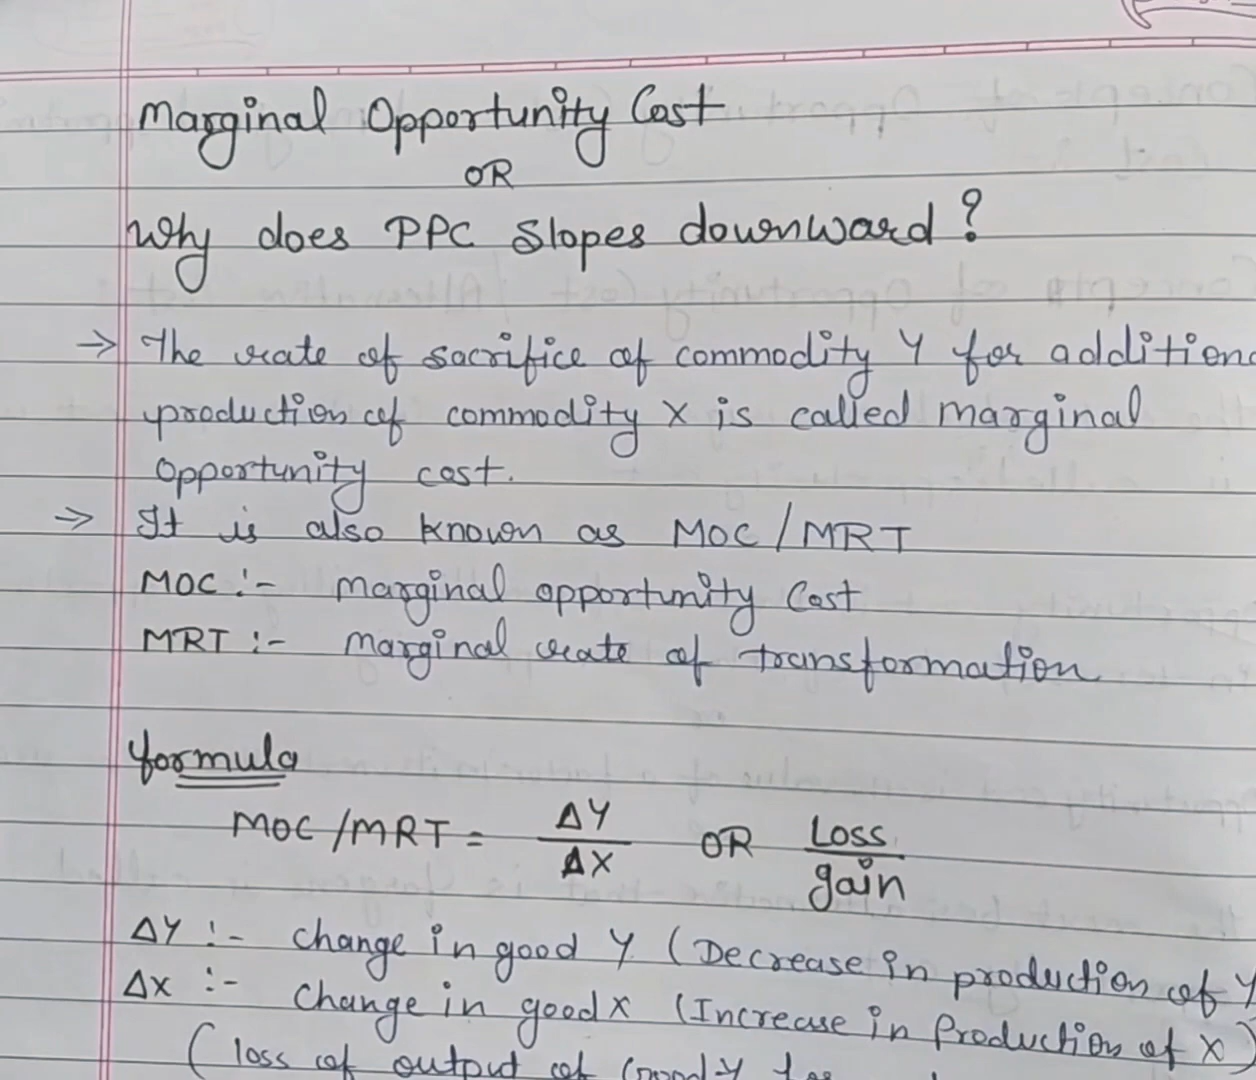 Marginal Opportunity Cost
OR
Why does PPC Slopes downward?
→ The rate of sacrifice of commodity Y for addition
production of commodity X is called marginal
opportunity cost.
→ It is also known as MOC/MRT
MOC :- Marginal opportunity Cost
MRT :- Marginal rate of transformation
formula
MOC/MRT = ΔY/ΔX OR Loss/gain
ΔY :- change in good Y (Decrease in production of Y
ΔX :- Change in good X (Increase in Production of X)
(loss of output of Good-Y for